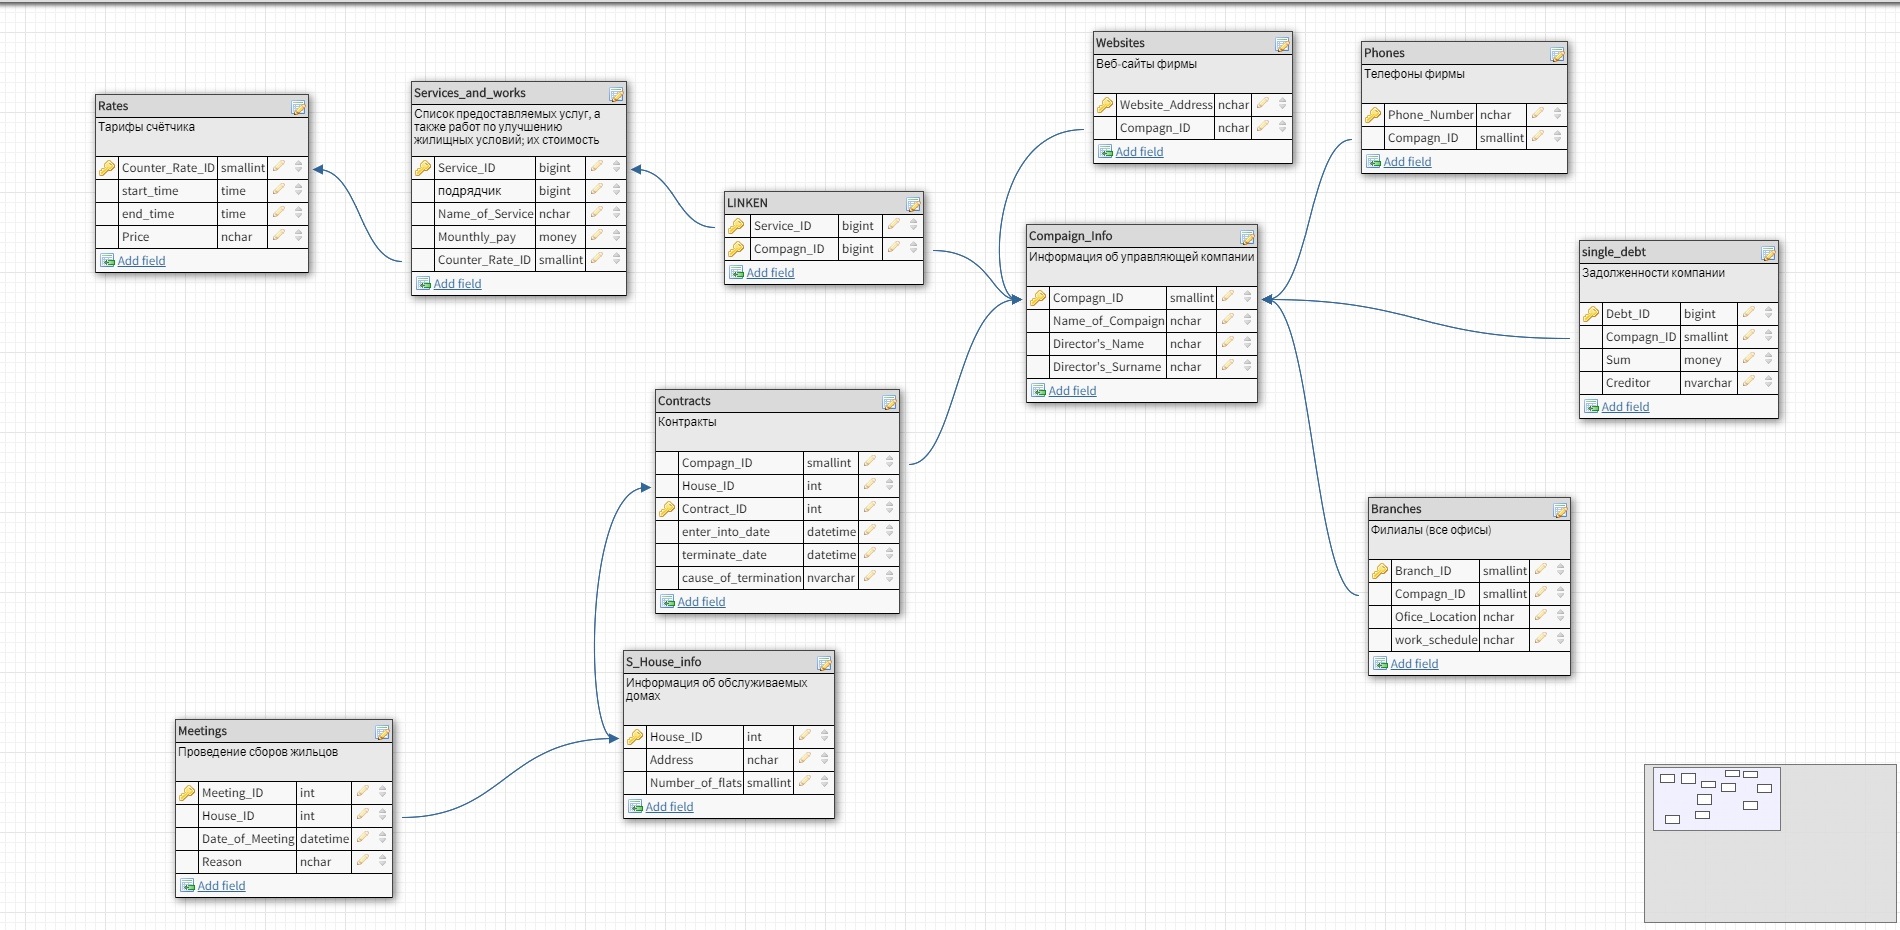 Rates
Тарифы счётчика
Counter_Rate_ID smallint
start_time time
end_time time
Price nchar
Add field
Services_and_works
Список предоставляемых услуг, а
также работ по улучшению
жилищных условий; их стоимость
Service_ID bigint
подрядчик bigint
Name_of_Service nchar
Mounthly_pay money
Counter_Rate_ID smallint
Add field
LINKEN
Service_ID bigint
Compagn_ID bigint
Add field
Websites
Веб-сайты фирмы
Website_Address nchar
Compagn_ID nchar
Add field
Phones
Телефоны фирмы
Phone_Number nchar
Compagn_ID smallint
Add field
Compaign_Info
Информация об управляющей компании
Compagn_ID smallint
Name_of_Compaign nchar
Director's_Name nchar
Director's_Surname nchar
Add field
single_debt
Задолженности компании
Debt_ID bigint
Compagn_ID smallint
Sum money
Creditor nvarchar
Add field
Contracts
Контракты
Compagn_ID smallint
House_ID int
Contract_ID int
enter_into_date datetime
terminate_date datetime
cause_of_termination nvarchar
Add field
Branches
Филиалы (все офисы)
Branch_ID smallint
Compagn_ID smallint
Ofice_Location nchar
work_schedule nchar
Add field
S_House_info
Информация об обслуживаемых
домах
House_ID int
Address nchar
Number_of_flats smallint
Add field
Meetings
Проведение сборов жильцов
Meeting_ID int
House_ID int
Date_of_Meeting datetime
Reason nchar
Add field